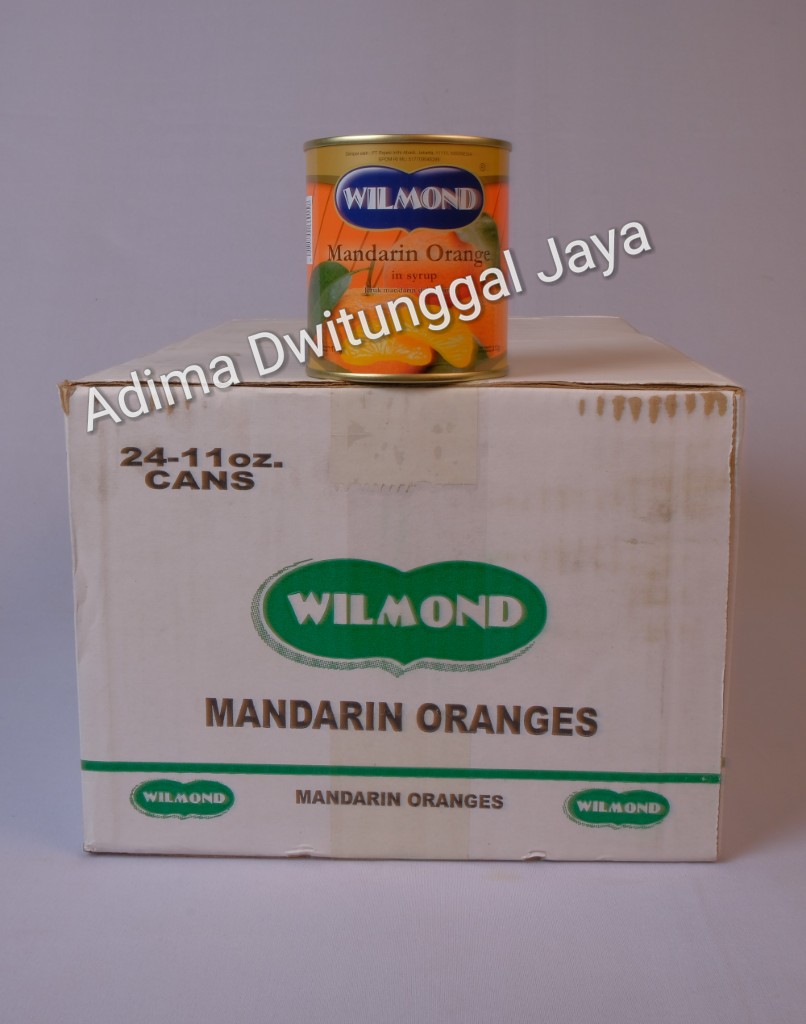 WILMOND
Mandarin Orange
in syrup
Adima Dwitunggal Jaya
24-11oz.
CANS
WILMOND
MANDARIN ORANGES
WILMOND
MANDARIN ORANGES
WILMOND